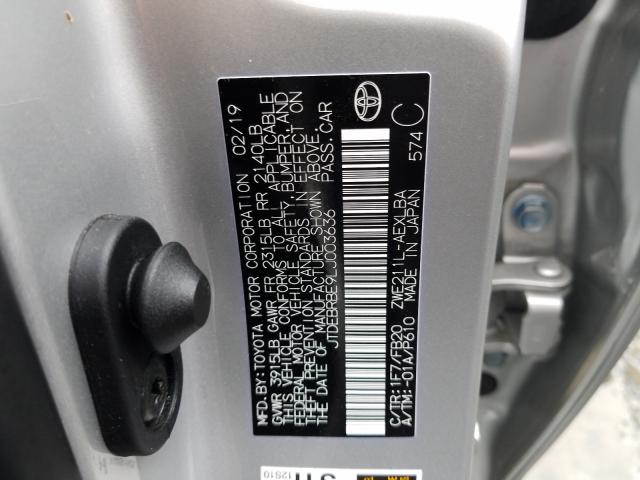 MFD.BY:TOYOTA MOTOR CORPORATION 02/19
GVWR 3915LB GAWR FR 2315LB RR 2140LB
THIS VEHICLE CONFORMS TO ALL APPLICABLE
FEDERAL MOTOR VEHICLE SAFETY, BUMPER, AND
THEFT PREVENTION STANDARDS IN EFFECT ON
THE DATE OF MANUFACTURE SHOWN ABOVE.
JTDEBRBE9LJ003636 PASS.CAR
C/TR:1F7/FB20 ZWE211L-AEXLBA
A/TM:-01A/P610 MADE IN JAPAN 574 C
12S10